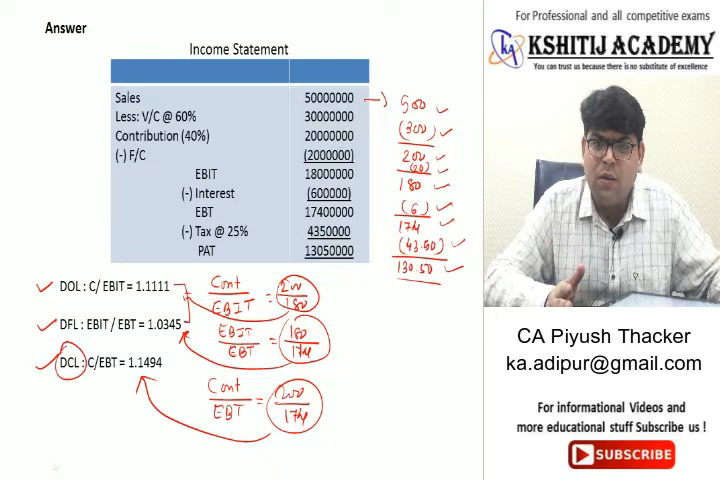 Answer
Income Statement
Sales 50000000
Less: V/C @ 60% 30000000
Contribution (40%) 20000000
(-) F/C (2000000)
EBIT 18000000
(-) Interest (600000)
EBT 17400000
(-) Tax @ 25% 4350000
PAT 13050000
500
(300)
200
(20)
180
(6)
174
(43.50)
130.50
DOL : C/ EBIT = 1.1111
Cont / EBIT = 200 / 180
DFL : EBIT / EBT = 1.0345
EBIT / EBT = 180 / 174
DCL : C/EBT = 1.1494
Cont / EBT = 200 / 174
For Professional and all competitive exams
KA
KSHITIJ ACADEMY
You can trust us because there is no substitute of excellence
CA Piyush Thacker
ka.adipur@gmail.com
For informational Videos and
more educational stuff Subscribe us !
SUBSCRIBE